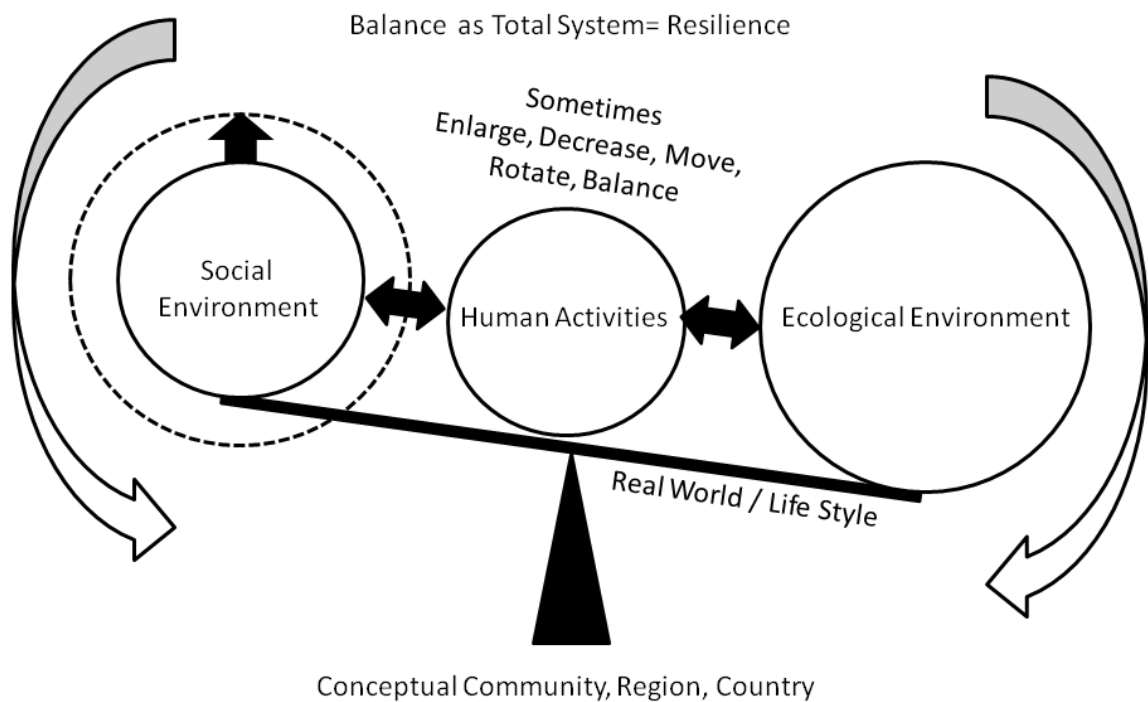 Balance as Total System= Resilience
Sometimes
Enlarge, Decrease, Move,
Rotate, Balance
Social
Environment
Human Activities
Ecological Environment
Real World / Life Style
Conceptual Community, Region, Country